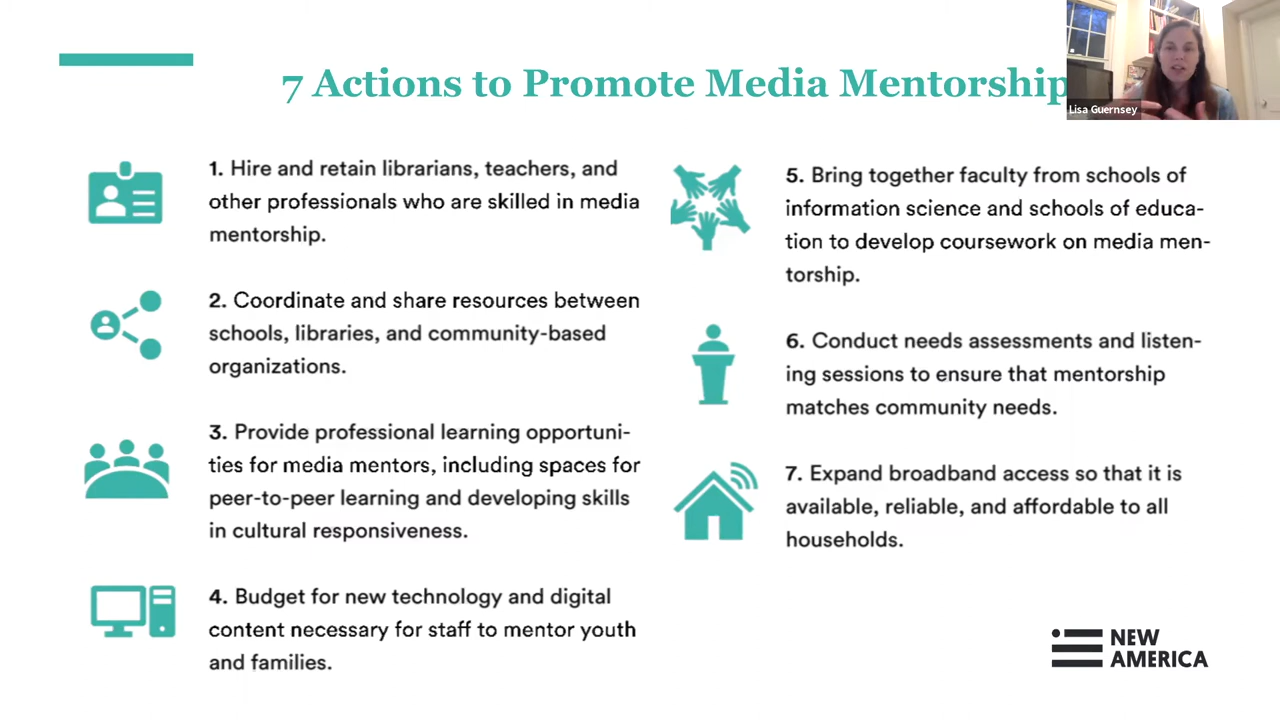 7 Actions to Promote Media Mentorship
Lisa Guernsey
1. Hire and retain librarians, teachers, and
other professionals who are skilled in media
mentorship.
2. Coordinate and share resources between
schools, libraries, and community-based
organizations.
3. Provide professional learning opportuni-
ties for media mentors, including spaces for
peer-to-peer learning and developing skills
in cultural responsiveness.
4. Budget for new technology and digital
content necessary for staff to mentor youth
and families.
5. Bring together faculty from schools of
information science and schools of educa-
tion to develop coursework on media men-
torship.
6. Conduct needs assessments and listen-
ing sessions to ensure that mentorship
matches community needs.
7. Expand broadband access so that it is
available, reliable, and affordable to all
households.
NEW
AMERICA